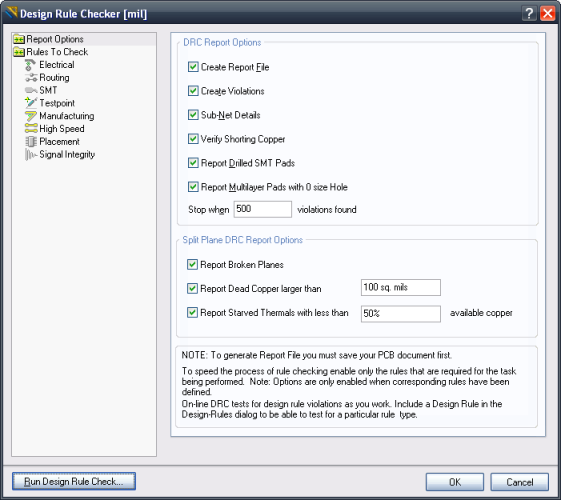 Design Rule Checker [mil]
Report Options
Rules To Check
Electrical
Routing
SMT
Testpoint
Manufacturing
High Speed
Placement
Signal Integrity
DRC Report Options
Create Report File
Create Violations
Sub-Net Details
Verify Shorting Copper
Report Drilled SMT Pads
Report Multilayer Pads with 0 size Hole
Stop when 500 violations found
Split Plane DRC Report Options
Report Broken Planes
Report Dead Copper larger than 100 sq. mils
Report Starved Thermals with less than 50% available copper
NOTE: To generate Report File you must save your PCB document first.
To speed the process of rule checking enable only the rules that are required for the task
being performed. Note: Options are only enabled when corresponding rules have been
defined.
On-line DRC tests for design rule violations as you work. Include a Design Rule in the
Design-Rules dialog to be able to test for a particular rule type.
Run Design Rule Check...
OK
Cancel